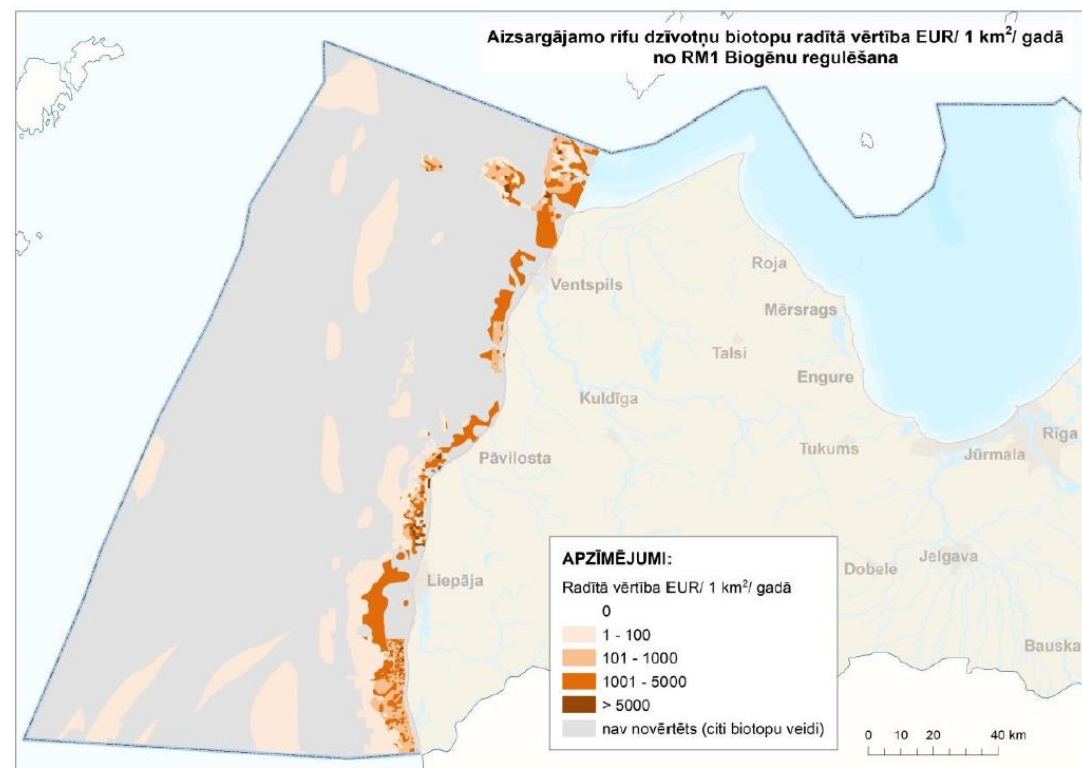 Aizsargājamo rifu dzīvotņu biotopu radītā vērtība EUR/ 1 km²/ gadā
no RM1 Biogēnu regulēšana
Ventspils
Roja
Mērsrags
Talsi
Engure
Kuldīga
Tukums
Rīga
Jūrmala
Pāvilosta
Liepāja
Dobele
Jelgava
Bauska
APZĪMĒJUMI:
Radītā vērtība EUR/ 1 km²/ gadā
0
1 - 100
101 - 1000
1001 - 5000
> 5000
nav novērtēts (citi biotopu veidi)
0 10 20 40 km